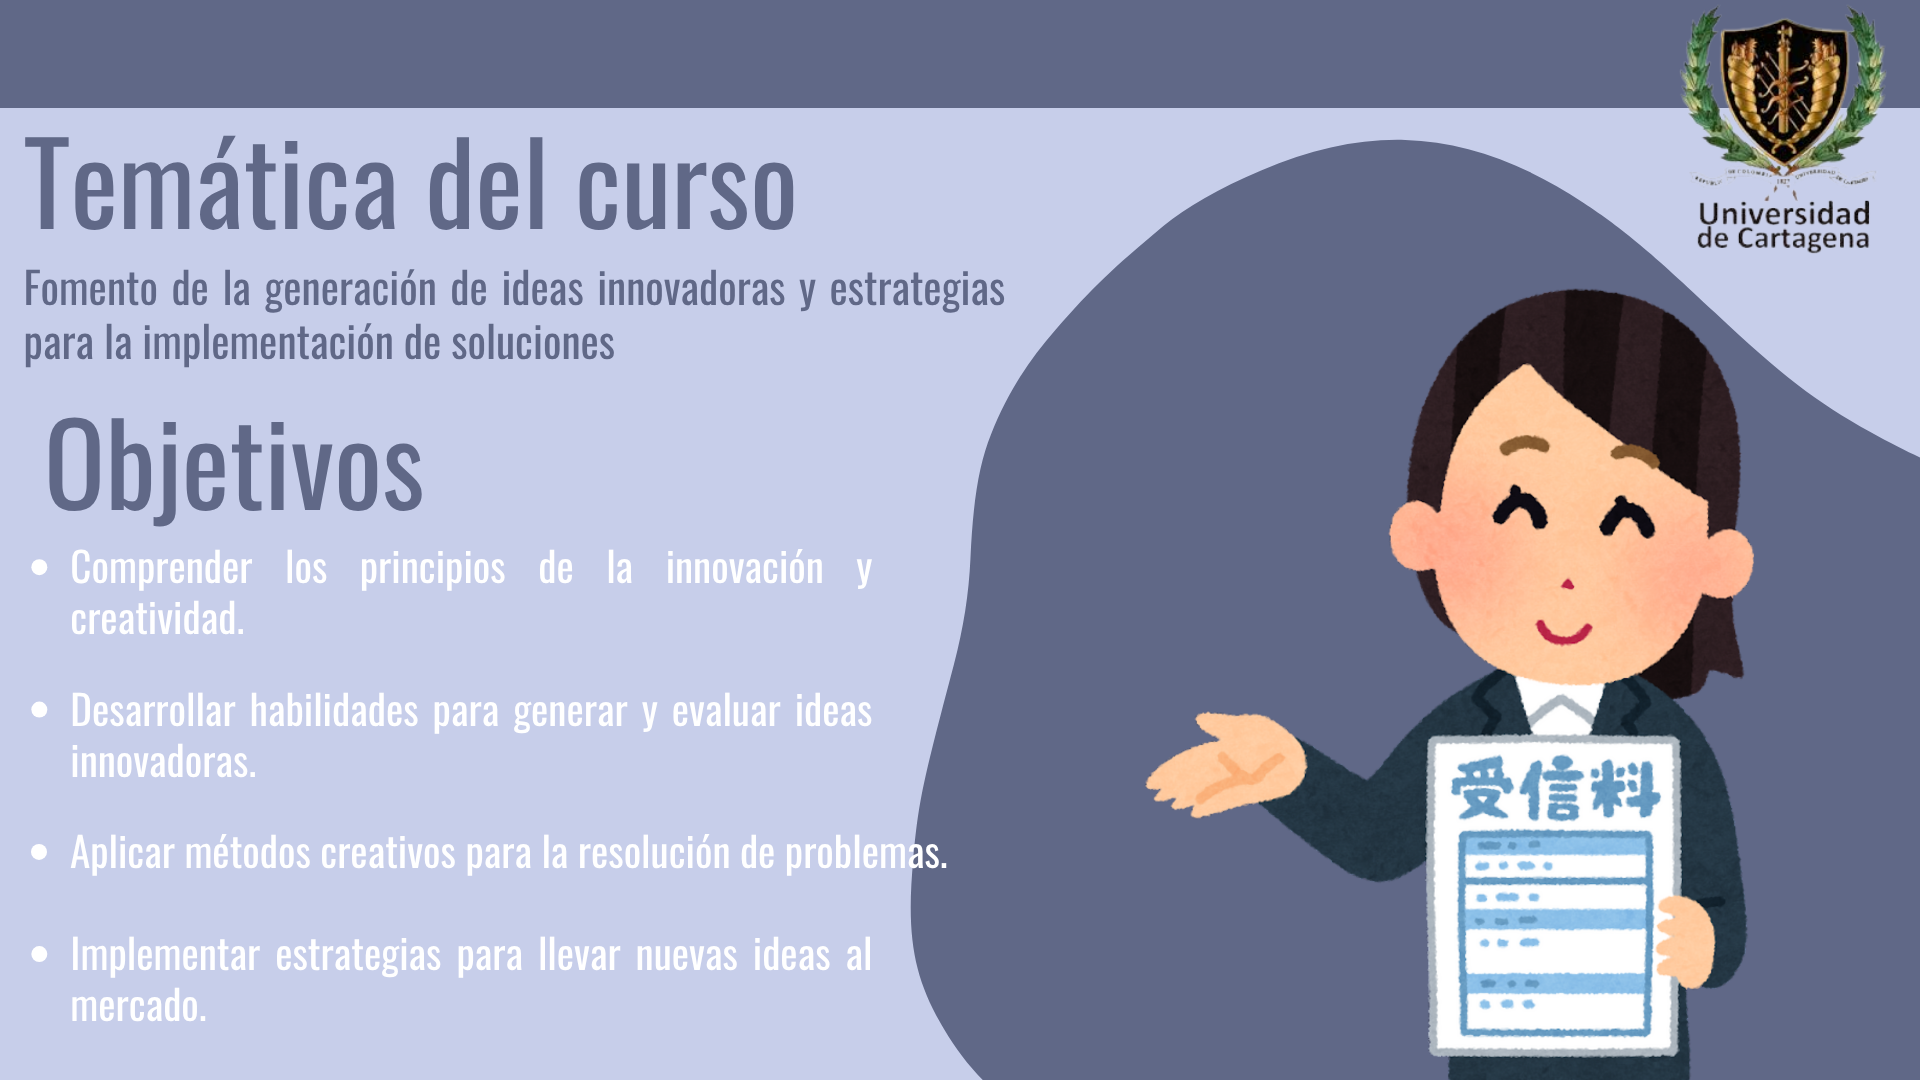 Universidad
de Cartagena
Temática del curso
Fomento de la generación de ideas innovadoras y estrategias
para la implementación de soluciones
Objetivos
Comprender los principios de la innovación y
creatividad.
Desarrollar habilidades para generar y evaluar ideas
innovadoras.
Aplicar métodos creativos para la resolución de problemas.
Implementar estrategias para llevar nuevas ideas al
mercado.
受信料